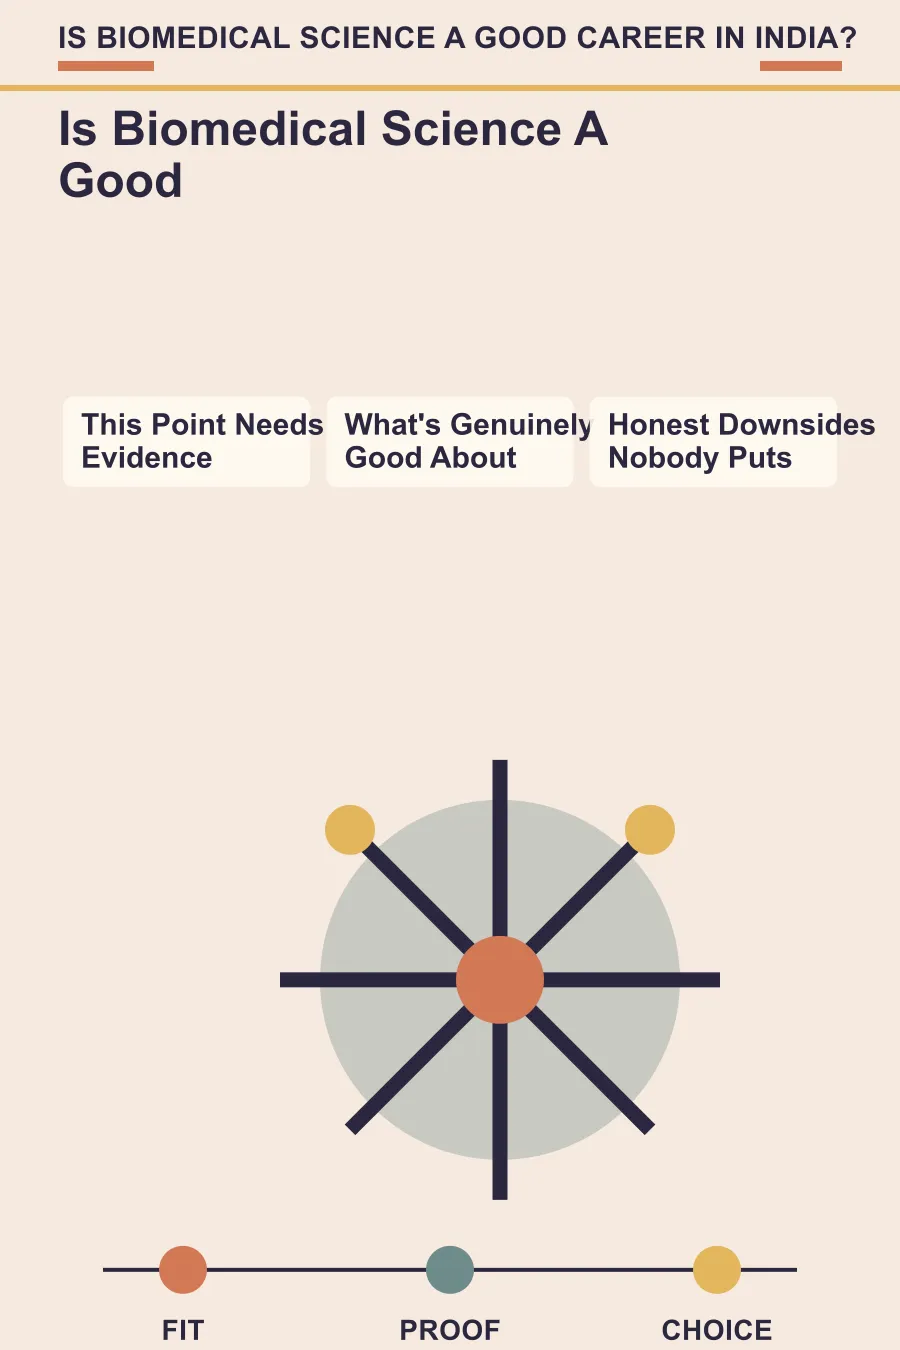 IS BIOMEDICAL SCIENCE A GOOD CAREER IN INDIA?
Is Biomedical Science A
Good
This Point Needs
Evidence
What's Genuinely
Good About
Honest Downsides
Nobody Puts
FIT
PROOF
CHOICE